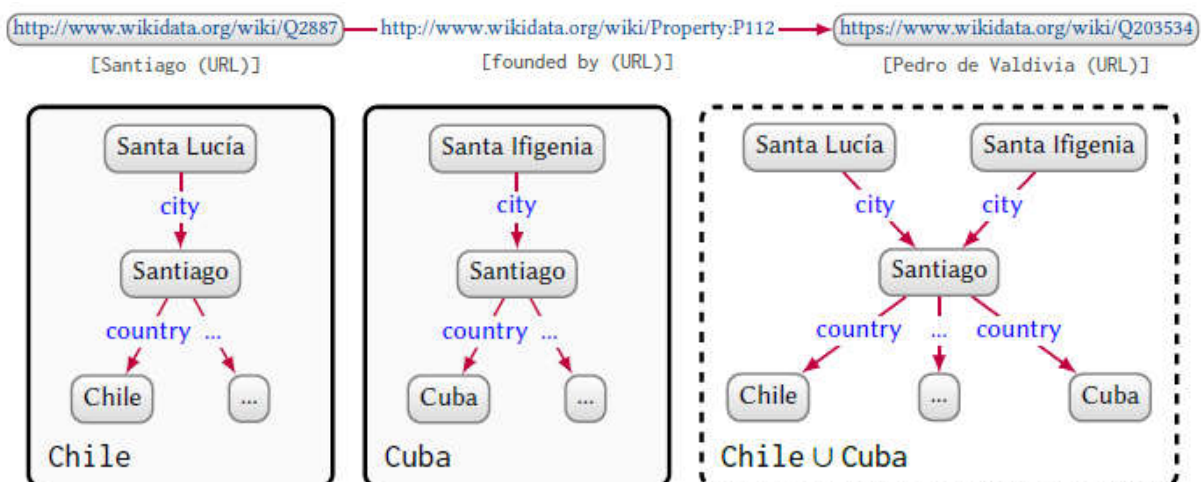 http://www.wikidata.org/wiki/Q2887 http://www.wikidata.org/wiki/Property:P112 https://www.wikidata.org/wiki/Q203534
[Santiago (URL)] [founded by (URL)] [Pedro de Valdivia (URL)]
Santa Lucía
city
Santiago
country ...
Chile ...
Chile
Santa Ifigenia
city
Santiago
country ...
Cuba ...
Cuba
Santa Lucía Santa Ifigenia
city city
Santiago
country ... country
Chile ... Cuba
Chile ∪ Cuba